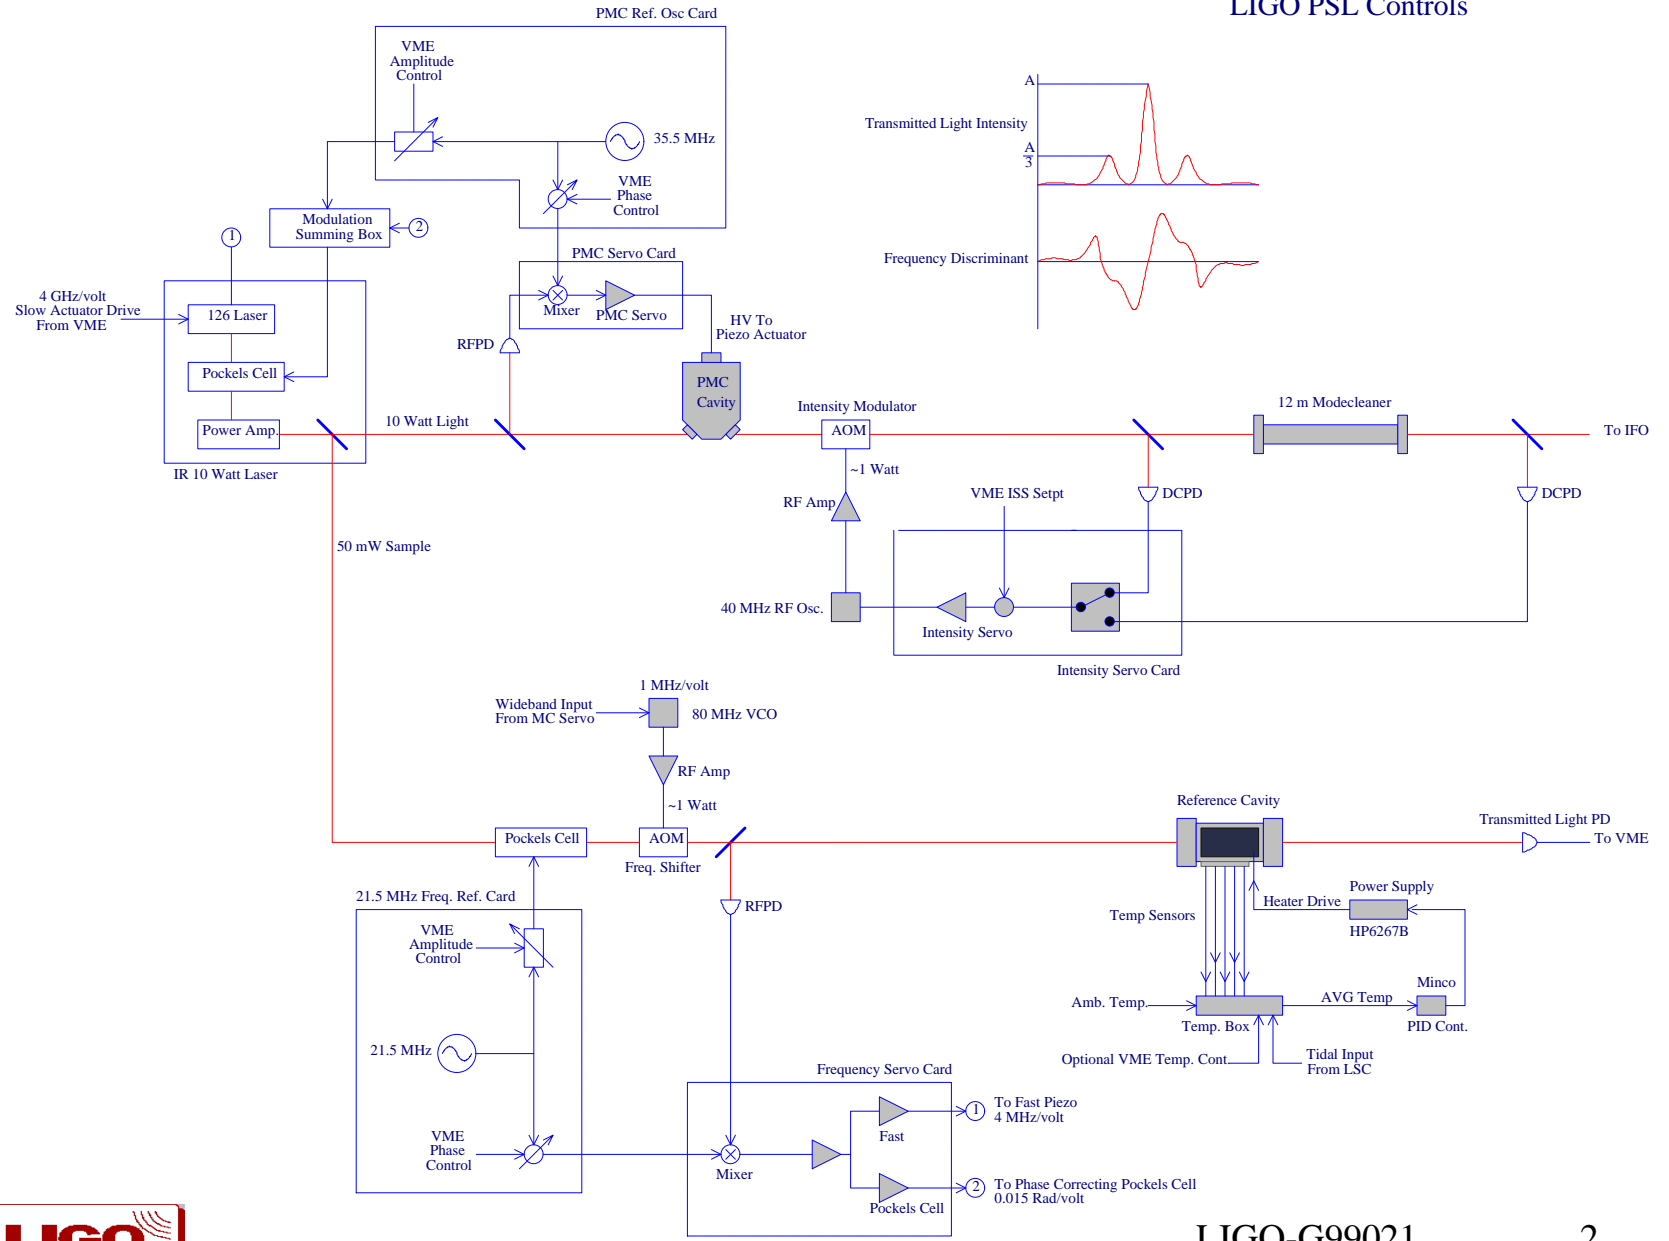 LIGO PSL Controls
PMC Ref. Osc Card
VME
Amplitude
Control
35.5 MHz
VME
Phase
Control
A
Transmitted Light Intensity
A
3
Frequency Discriminant
Modulation
Summing Box
2
1
PMC Servo Card
Mixer
PMC Servo
4 GHz/volt
Slow Actuator Drive
From VME
126 Laser
Pockels Cell
Power Amp.
IR 10 Watt Laser
RFPD
HV To
Piezo Actuator
PMC
Cavity
10 Watt Light
Intensity Modulator
AOM
~1 Watt
RF Amp
12 m Modecleaner
To IFO
DCPD
DCPD
VME ISS Setpt
40 MHz RF Osc.
Intensity Servo
Intensity Servo Card
50 mW Sample
1 MHz/volt
Wideband Input
From MC Servo
80 MHz VCO
RF Amp
~1 Watt
Pockels Cell
AOM
Freq. Shifter
RFPD
Reference Cavity
Transmitted Light PD
To VME
Temp Sensors
Heater Drive
Power Supply
HP6267B
Amb. Temp.
Temp. Box
AVG Temp
Minco
PID Cont.
Optional VME Temp. Cont.
Tidal Input
From LSC
21.5 MHz Freq. Ref. Card
VME
Amplitude
Control
21.5 MHz
VME
Phase
Control
Frequency Servo Card
Mixer
Fast
Pockels Cell
1
To Fast Piezo
4 MHz/volt
2
To Phase Correcting Pockels Cell
0.015 Rad/volt
LIGO
LIGO-G99021
2